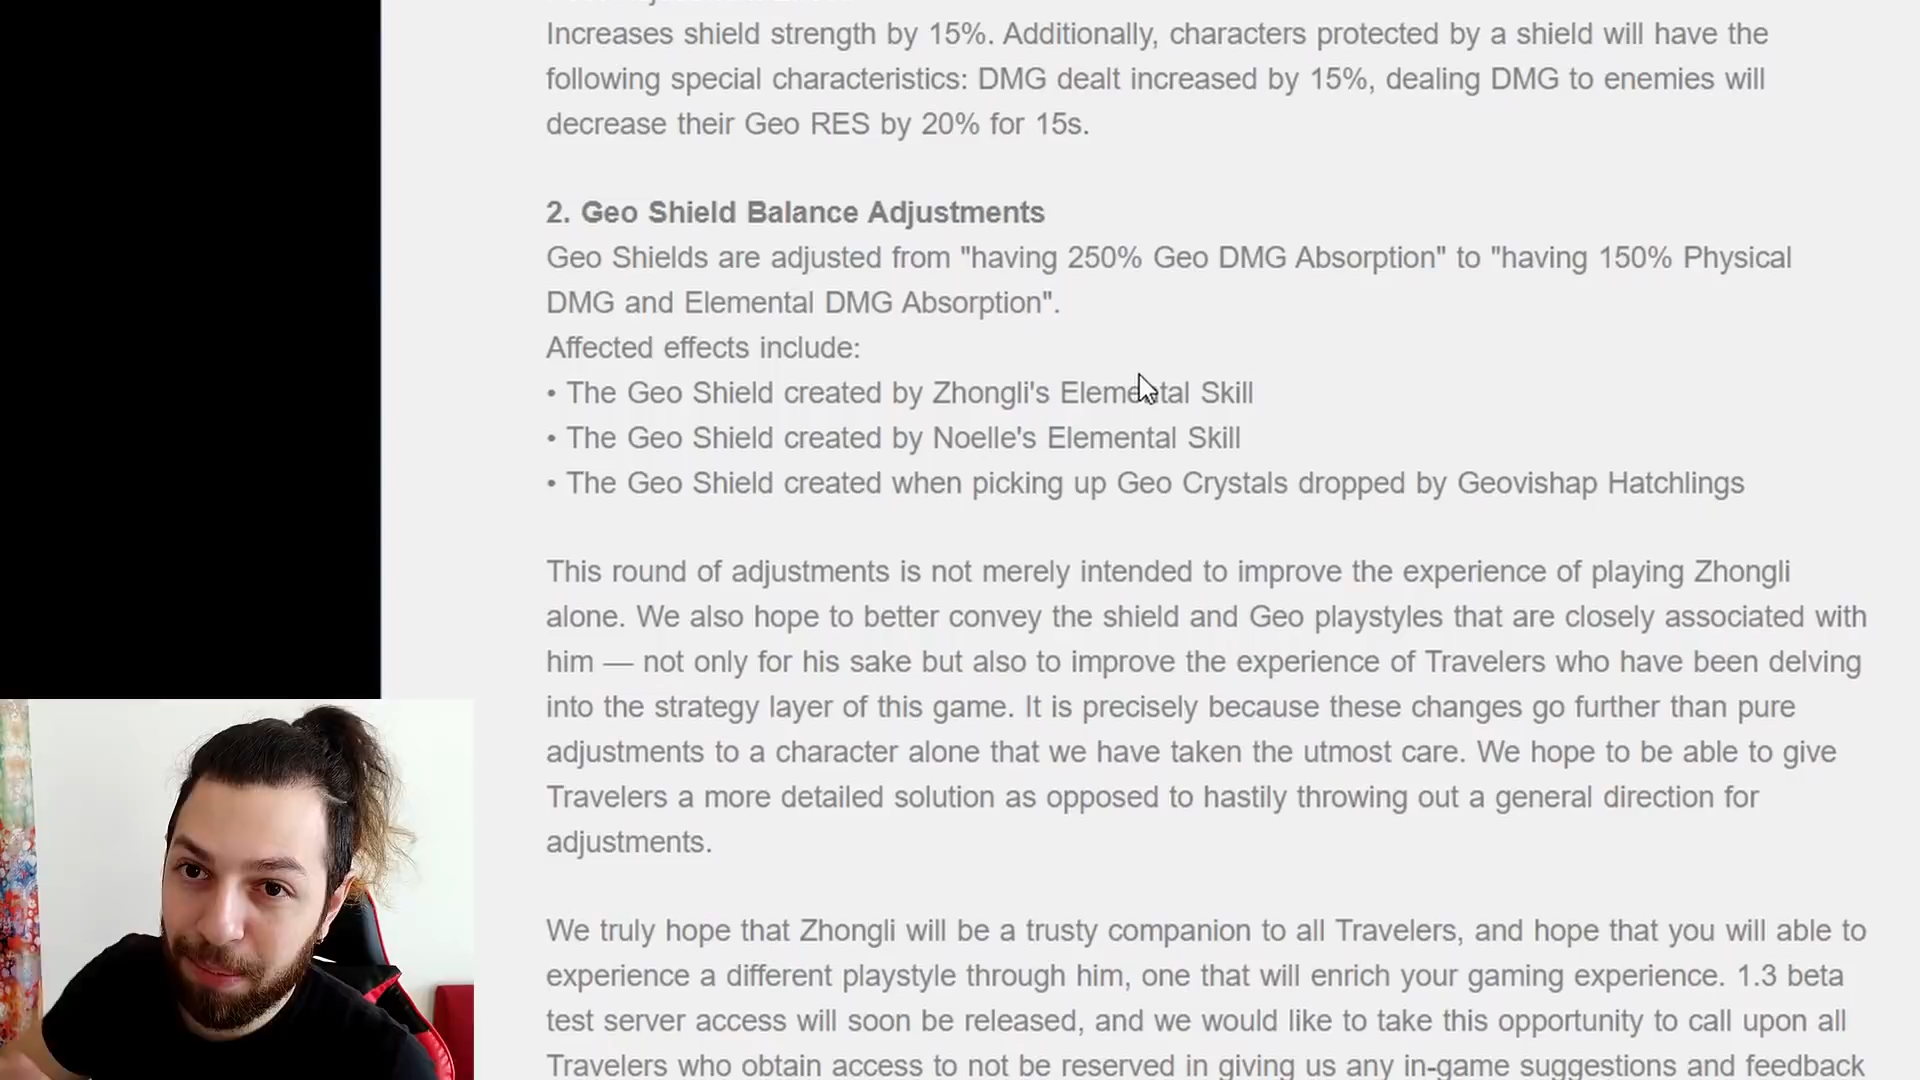 Increases shield strength by 15%. Additionally, characters protected by a shield will have the
following special characteristics: DMG dealt increased by 15%, dealing DMG to enemies will
decrease their Geo RES by 20% for 15s.
2. Geo Shield Balance Adjustments
Geo Shields are adjusted from "having 250% Geo DMG Absorption" to "having 150% Physical
DMG and Elemental DMG Absorption".
Affected effects include:
• The Geo Shield created by Zhongli's Elemental Skill
• The Geo Shield created by Noelle's Elemental Skill
• The Geo Shield created when picking up Geo Crystals dropped by Geovishap Hatchlings
This round of adjustments is not merely intended to improve the experience of playing Zhongli
alone. We also hope to better convey the shield and Geo playstyles that are closely associated with
him — not only for his sake but also to improve the experience of Travelers who have been delving
into the strategy layer of this game. It is precisely because these changes go further than pure
adjustments to a character alone that we have taken the utmost care. We hope to be able to give
Travelers a more detailed solution as opposed to hastily throwing out a general direction for
adjustments.
We truly hope that Zhongli will be a trusty companion to all Travelers, and hope that you will able to
experience a different playstyle through him, one that will enrich your gaming experience. 1.3 beta
test server access will soon be released, and we would like to take this opportunity to call upon all
Travelers who obtain access to not be reserved in giving us any in-game suggestions and feedback